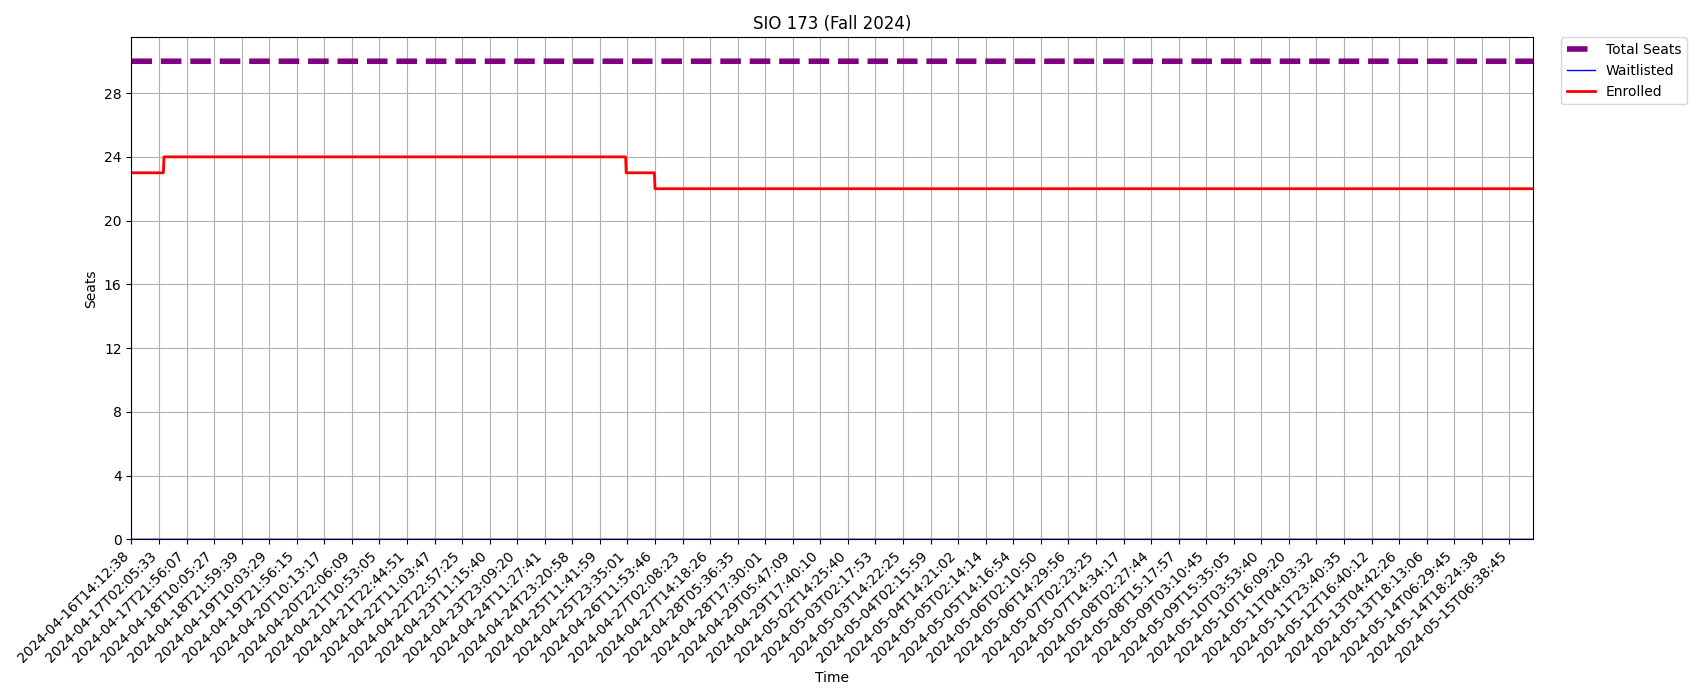 SIO 173 (Fall 2024)
Total Seats
Waitlisted
Enrolled
Seats
28
24
20
16
12
8
4
0
2024-04-16T14:12:38
2024-04-17T02:05:33
2024-04-17T21:56:07
2024-04-18T10:05:27
2024-04-18T21:59:39
2024-04-19T10:03:29
2024-04-19T21:56:15
2024-04-20T10:13:17
2024-04-20T22:06:09
2024-04-21T10:53:05
2024-04-21T22:44:51
2024-04-22T11:03:47
2024-04-22T22:57:25
2024-04-23T11:15:40
2024-04-23T23:09:20
2024-04-24T11:27:41
2024-04-24T23:20:58
2024-04-25T11:41:59
2024-04-25T23:35:01
2024-04-26T11:53:46
2024-04-27T02:08:23
2024-04-27T14:18:26
2024-04-28T05:36:35
2024-04-28T17:30:01
2024-04-29T05:47:09
2024-04-29T17:40:10
2024-05-02T14:25:40
2024-05-03T02:17:53
2024-05-03T14:22:25
2024-05-04T02:15:59
2024-05-04T14:21:02
2024-05-05T02:14:14
2024-05-05T14:16:54
2024-05-06T02:10:50
2024-05-06T14:29:56
2024-05-07T02:23:25
2024-05-07T14:34:17
2024-05-08T02:27:44
2024-05-08T15:17:57
2024-05-09T03:10:45
2024-05-09T15:35:05
2024-05-10T03:53:40
2024-05-10T16:09:20
2024-05-11T04:03:32
2024-05-11T23:40:35
2024-05-12T16:40:12
2024-05-13T04:42:26
2024-05-13T18:13:06
2024-05-14T06:29:45
2024-05-14T18:24:38
2024-05-15T06:38:45
Time